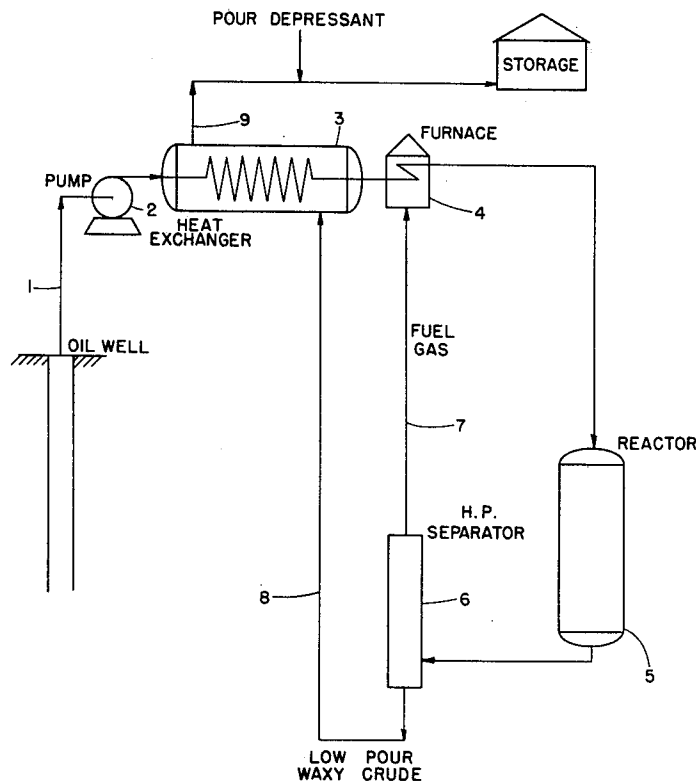 POUR DEPRESSANT
STORAGE
9
3
FURNACE
PUMP
2
4
HEAT
EXCHANGER
1
OIL WELL
FUEL
GAS
7
REACTOR
H. P.
SEPARATOR
8
6
5
LOW POUR
WAXY CRUDE